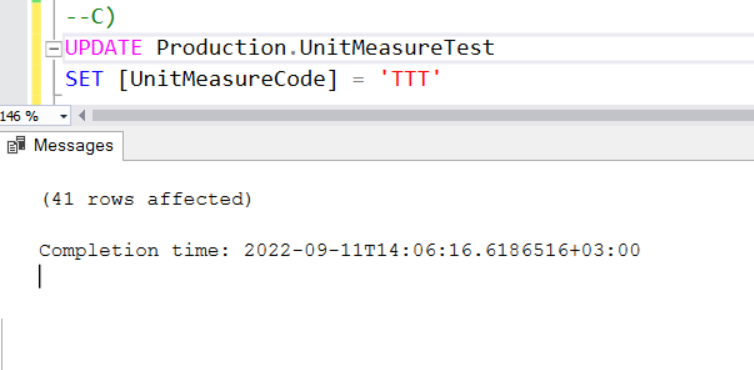 --C)
UPDATE Production.UnitMeasureTest
SET [UnitMeasureCode] = 'TTT'
146 %
Messages
(41 rows affected)
Completion time: 2022-09-11T14:06:16.6186516+03:00